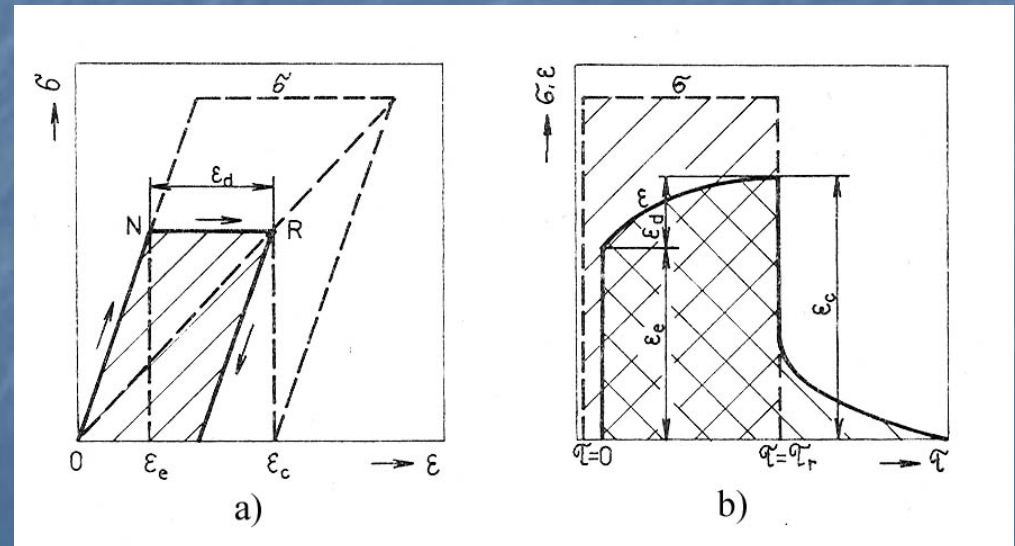 σ
σ
ε_d
N
R
0
ε_e
ε_c
ε
a)
σ, ε
σ
ε
ε_d
ε_e
ε_c
τ=0
τ=τ_r
τ
b)